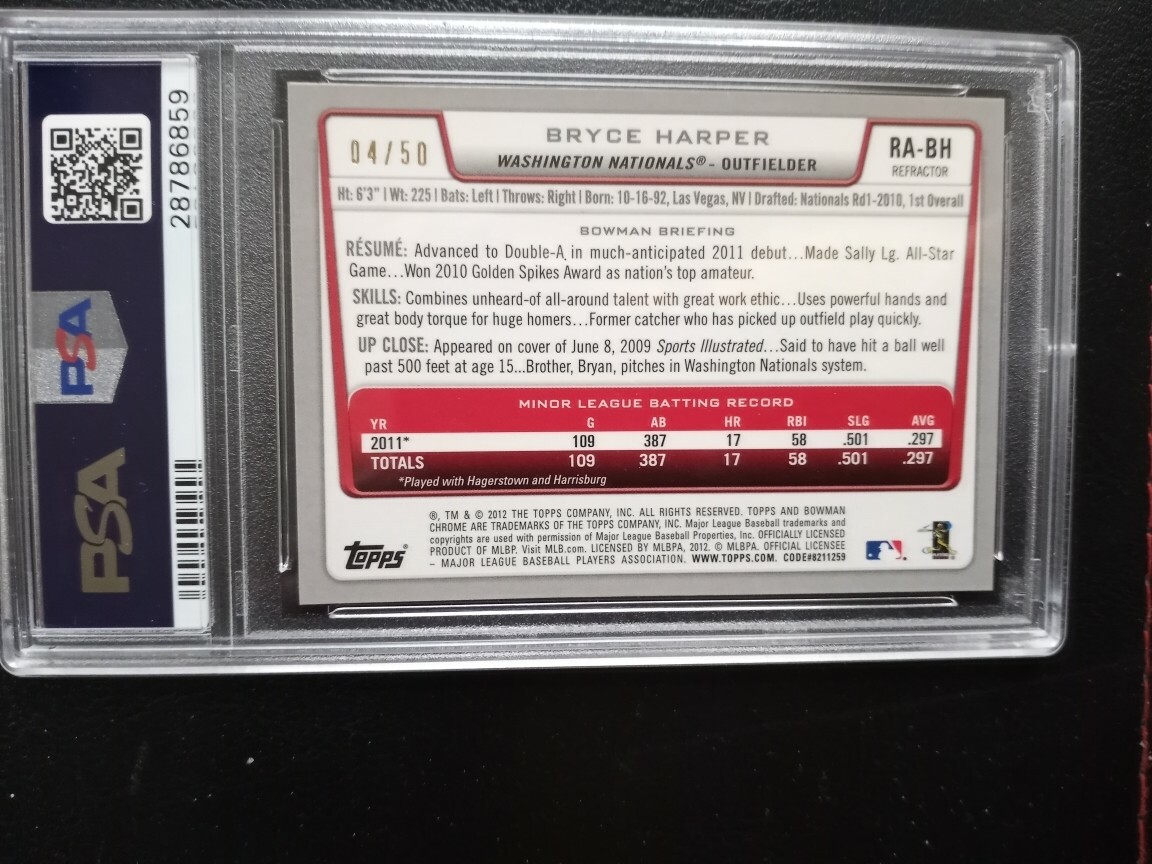 28786859
PSA
PSA
04/50
BRYCE HARPER
WASHINGTON NATIONALS® - OUTFIELDER
RA-BH
REFRACTOR
Ht: 6'3" | Wt: 225 | Bats: Left | Throws: Right | Born: 10-16-92, Las Vegas, NV | Drafted: Nationals Rd1-2010, 1st Overall
BOWMAN BRIEFING
RÉSUMÉ: Advanced to Double-A in much-anticipated 2011 debut...Made Sally Lg. All-Star
Game...Won 2010 Golden Spikes Award as nation's top amateur.
SKILLS: Combines unheard-of all-around talent with great work ethic...Uses powerful hands and
great body torque for huge homers...Former catcher who has picked up outfield play quickly.
UP CLOSE: Appeared on cover of June 8, 2009 Sports Illustrated...Said to have hit a ball well
past 500 feet at age 15...Brother, Bryan, pitches in Washington Nationals system.
MINOR LEAGUE BATTING RECORD
YR G AB HR RBI SLG AVG
2011* 109 387 17 58 .501 .297
TOTALS 109 387 17 58 .501 .297
*Played with Hagerstown and Harrisburg
®, TM & © 2012 THE TOPPS COMPANY, INC. ALL RIGHTS RESERVED. TOPPS AND BOWMAN
CHROME ARE TRADEMARKS OF THE TOPPS COMPANY, INC. Major League Baseball trademarks and
copyrights are used with permission of Major League Baseball Properties, Inc. OFFICIALLY LICENSED
PRODUCT OF MLBP. Visit MLB.com. LICENSED BY MLBPA, 2012. © MLBPA. OFFICIAL LICENSEE
– MAJOR LEAGUE BASEBALL PLAYERS ASSOCIATION. WWW.TOPPS.COM. CODE#8211259
Topps®